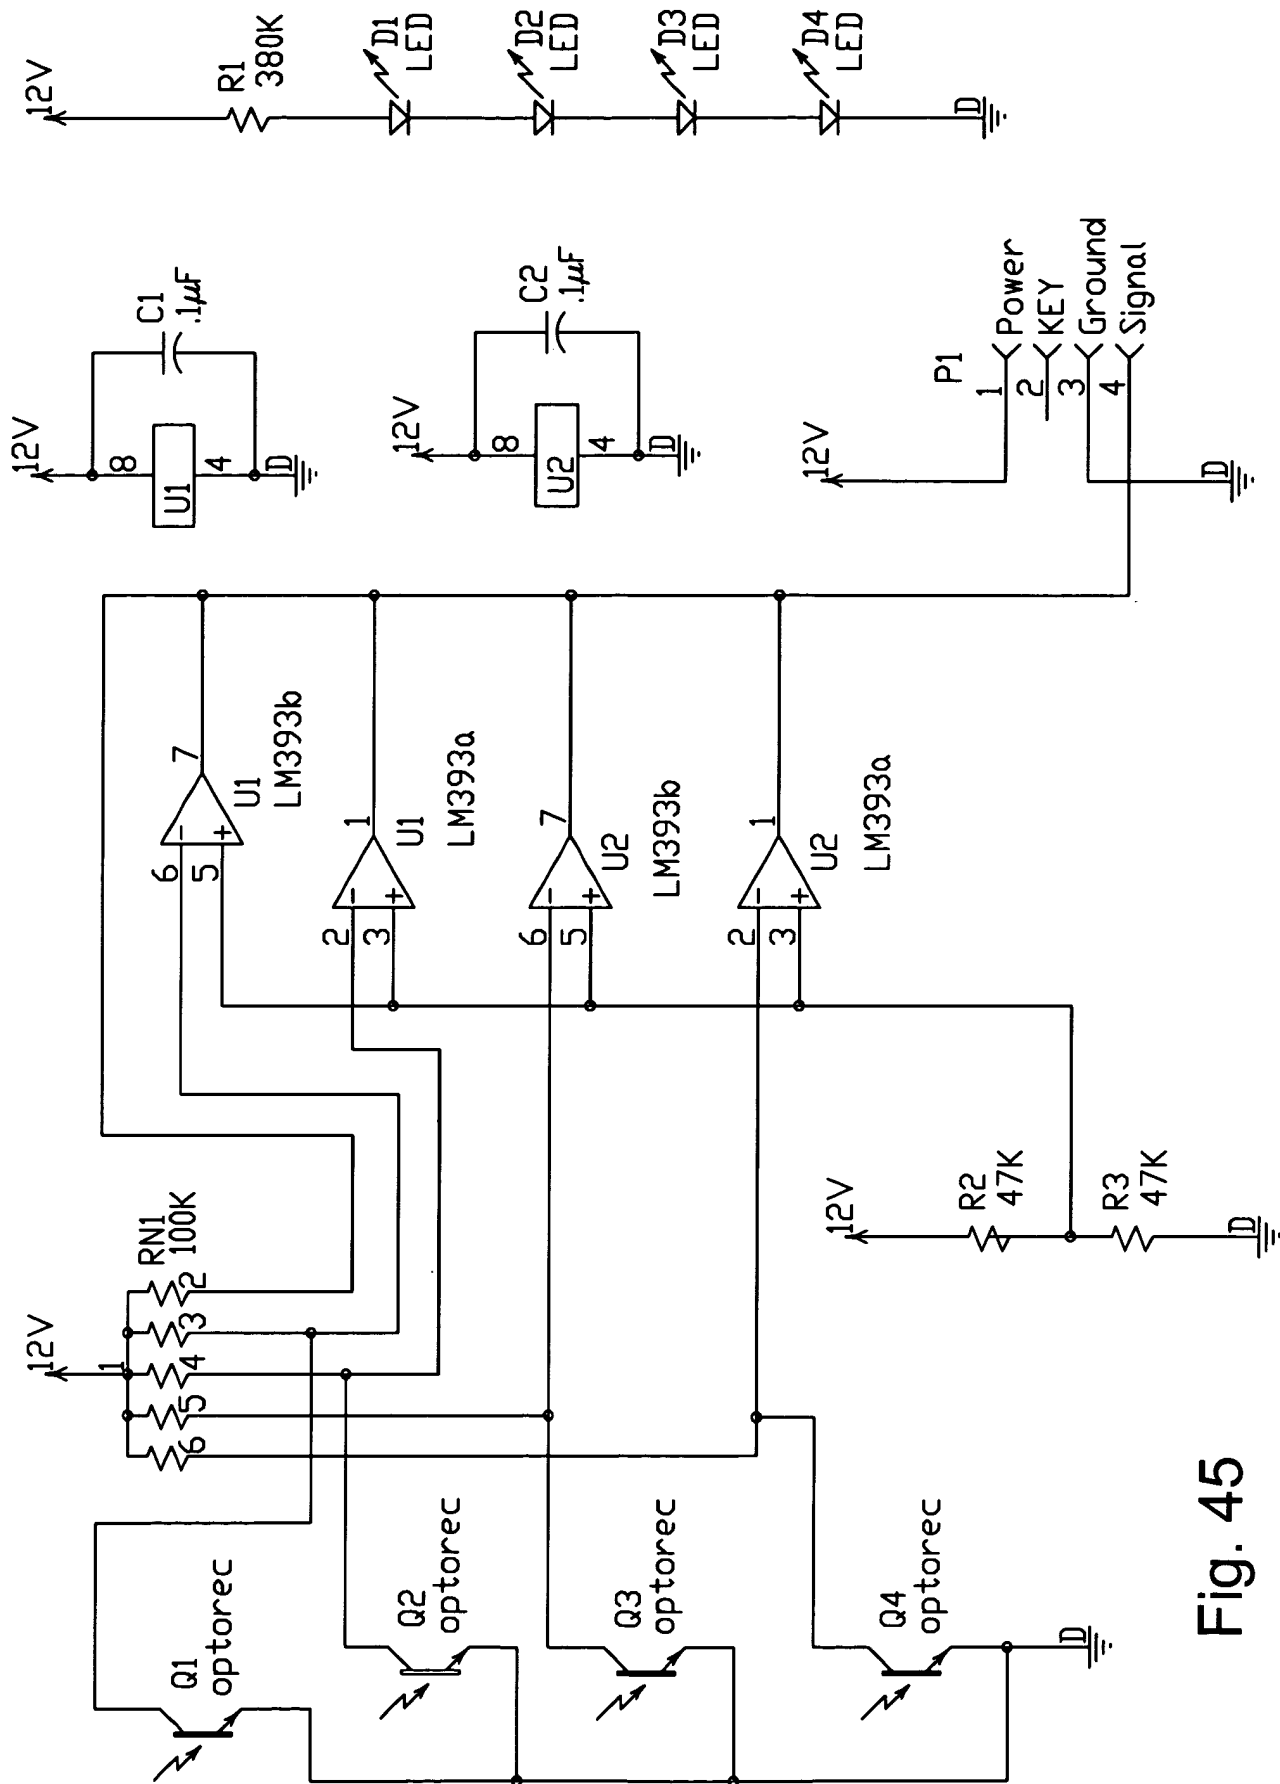 12V
R1
380K
D1
LED
D2
LED
D3
LED
D4
LED
D
12V
8
U1
4
D
C1
.1µF
12V
8
U2
4
D
C2
.1µF
12V
P1
1
Power
2
KEY
3
Ground
4
Signal
D
6
5
-
+
7
U1
LM393b
2
3
-
+
1
U1
LM393a
6
5
-
+
7
U2
LM393b
2
3
-
+
1
U2
LM393a
12V
1
RN1
100K
2
3
4
5
6
12V
R2
47K
R3
47K
D
Q1
optorec
Q2
optorec
Q3
optorec
Q4
optorec
D
Fig. 45